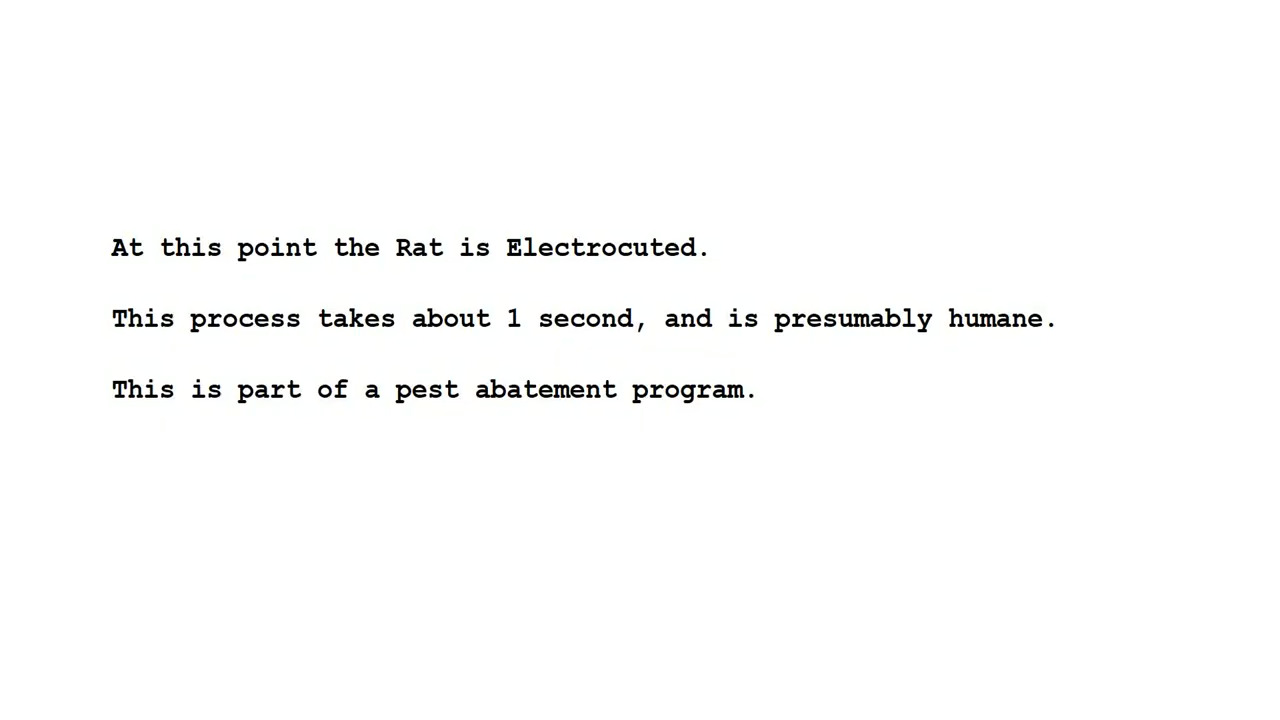 At this point the Rat is Electrocuted.
This process takes about 1 second, and is presumably humane.
This is part of a pest abatement program.